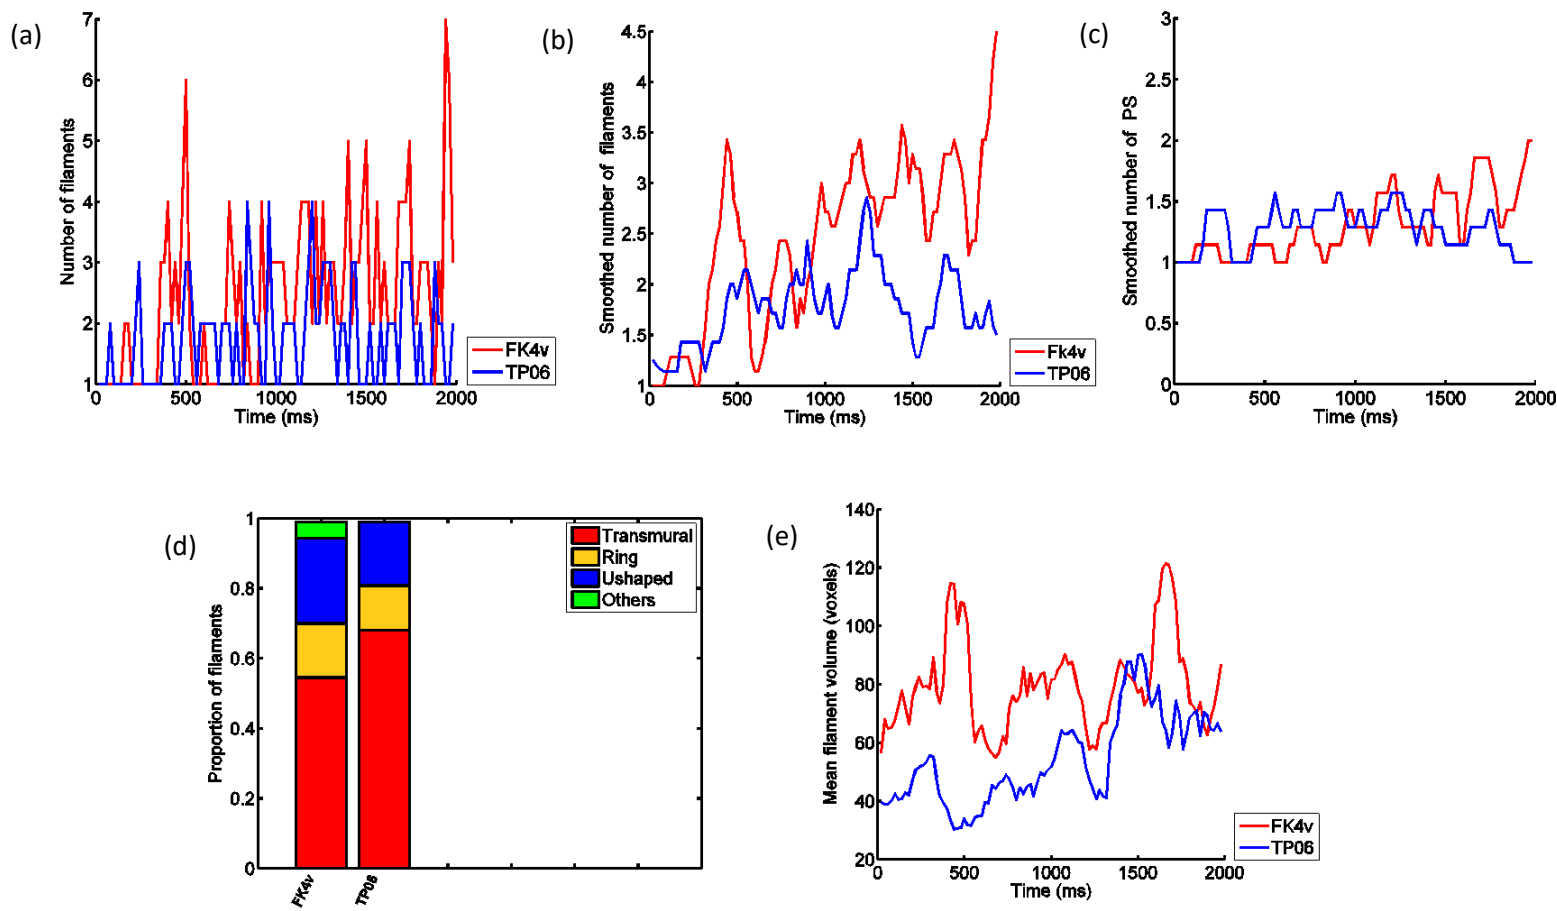 (a)
7
6
5
4
3
2
1
Number of filaments
0
500
1000
1500
2000
Time (ms)
FK4v
TP06
(b)
4.5
4
3.5
3
2.5
2
1.5
1
Smoothed number of filaments
0
500
1000
1500
2000
Time (ms)
Fk4v
TP06
(c)
3
2.5
2
1.5
1
0.5
0
Smoothed number of PS
0
500
1000
1500
2000
Time (ms)
FK4v
TP06
(d)
1
0.8
0.6
0.4
0.2
0
Proportion of filaments
FK4v
TP06
Transmural
Ring
Ushaped
Others
(e)
140
120
100
80
60
40
20
Mean filament volume (voxels)
0
500
1000
1500
2000
Time (ms)
FK4v
TP06